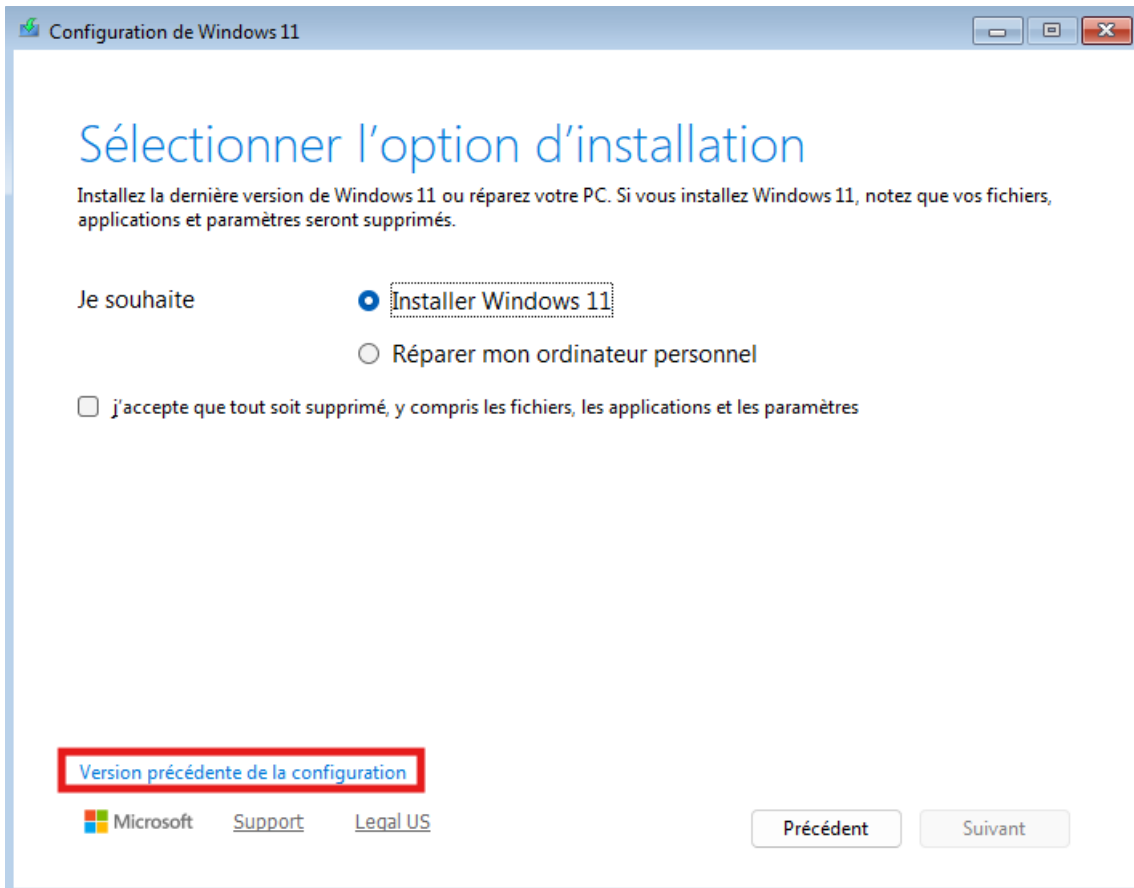 Configuration de Windows 11
Sélectionner l’option d’installation
Installez la dernière version de Windows 11 ou réparez votre PC. Si vous installez Windows 11, notez que vos fichiers,
applications et paramètres seront supprimés.
Je souhaite
Installer Windows 11
Réparer mon ordinateur personnel
j’accepte que tout soit supprimé, y compris les fichiers, les applications et les paramètres
Version précédente de la configuration
Microsoft Support Legal US
Précédent Suivant